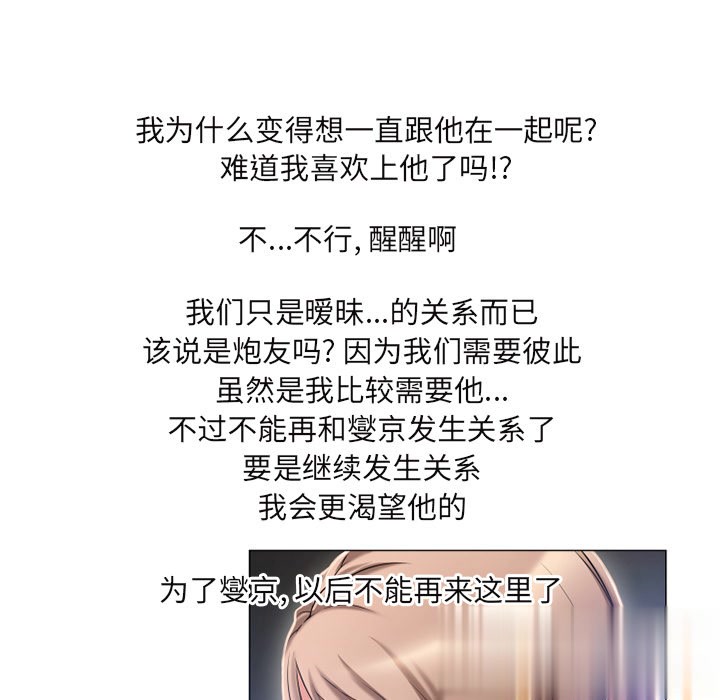 我为什么变得想一直跟他在一起呢?
难道我喜欢上他了吗!?
不...不行, 醒醒啊
我们只是暧昧...的关系而已
该说是炮友吗? 因为我们需要彼此
虽然是我比较需要他...
不过不能再和燮京发生关系了
要是继续发生关系
我会更渴望他的
为了燮京, 以后不能再来这里了